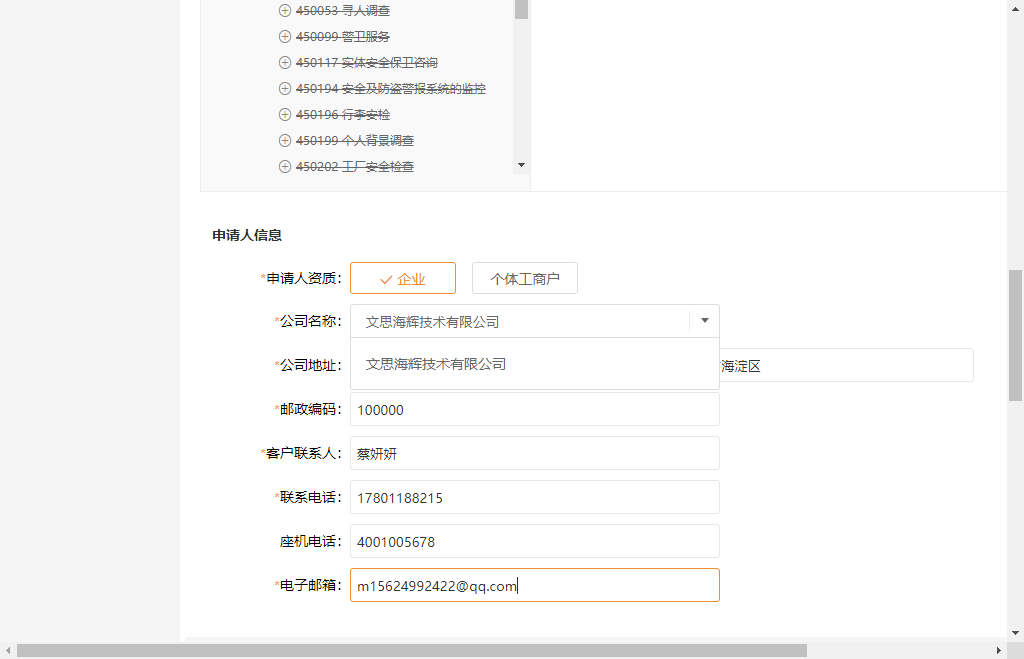 450053 寻人调查
450099 警卫服务
450117 实体安全保卫咨询
450194 安全及防盗警报系统的监控
450196 行李安检
450199 个人背景调查
450202 工厂安全检查
申请人信息
*申请人资质： 企业 个体工商户
*公司名称： 文思海辉技术有限公司
*公司地址： 文思海辉技术有限公司 海淀区
*邮政编码： 100000
*客户联系人： 蔡妍妍
*联系电话： 17801188215
座机电话： 4001005678
*电子邮箱： m15624992422@qq.com